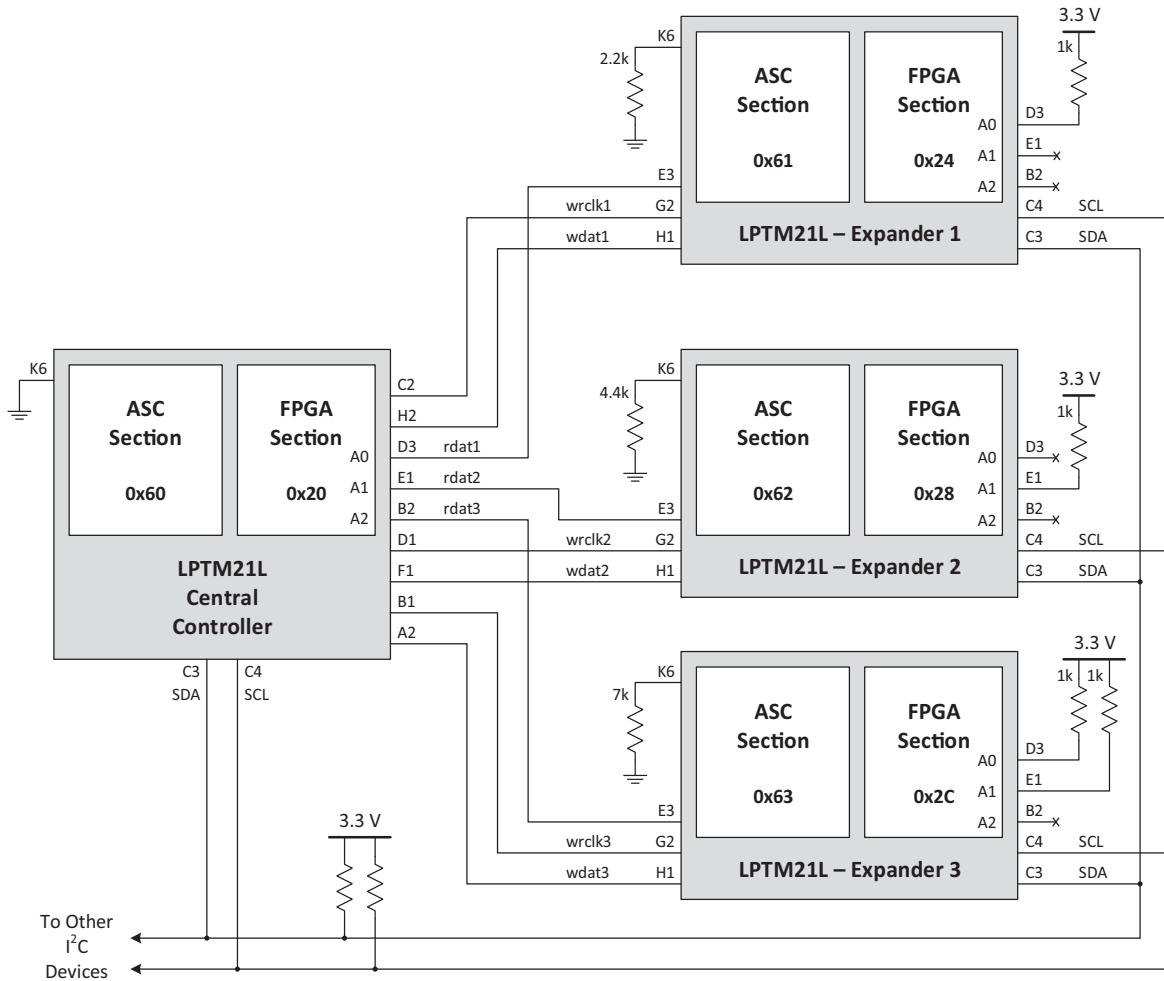 3.3 V
1k
K6
2.2k
ASC
Section
0x61
FPGA
Section
0x24
A0
A1
A2
D3
E1
B2
E3
wrclk1
G2
wdat1
H1
C4
SCL
C3
SDA
LPTM21L – Expander 1
K6
ASC
Section
0x60
FPGA
Section
0x20
A0
A1
A2
LPTM21L
Central
Controller
C2
H2
D3
rdat1
E1
rdat2
B2
rdat3
D1
F1
B1
A2
C3
SDA
C4
SCL
K6
4.4k
ASC
Section
0x62
FPGA
Section
0x28
A0
A1
A2
3.3 V
1k
D3
E1
B2
E3
wrclk2
G2
wdat2
H1
C4
SCL
C3
SDA
LPTM21L – Expander 2
K6
7k
ASC
Section
0x63
FPGA
Section
0x2C
A0
A1
A2
3.3 V
1k 1k
D3
E1
B2
E3
wrclk3
G2
wdat3
H1
C4
SCL
C3
SDA
LPTM21L – Expander 3
3.3 V
To Other
I²C
Devices